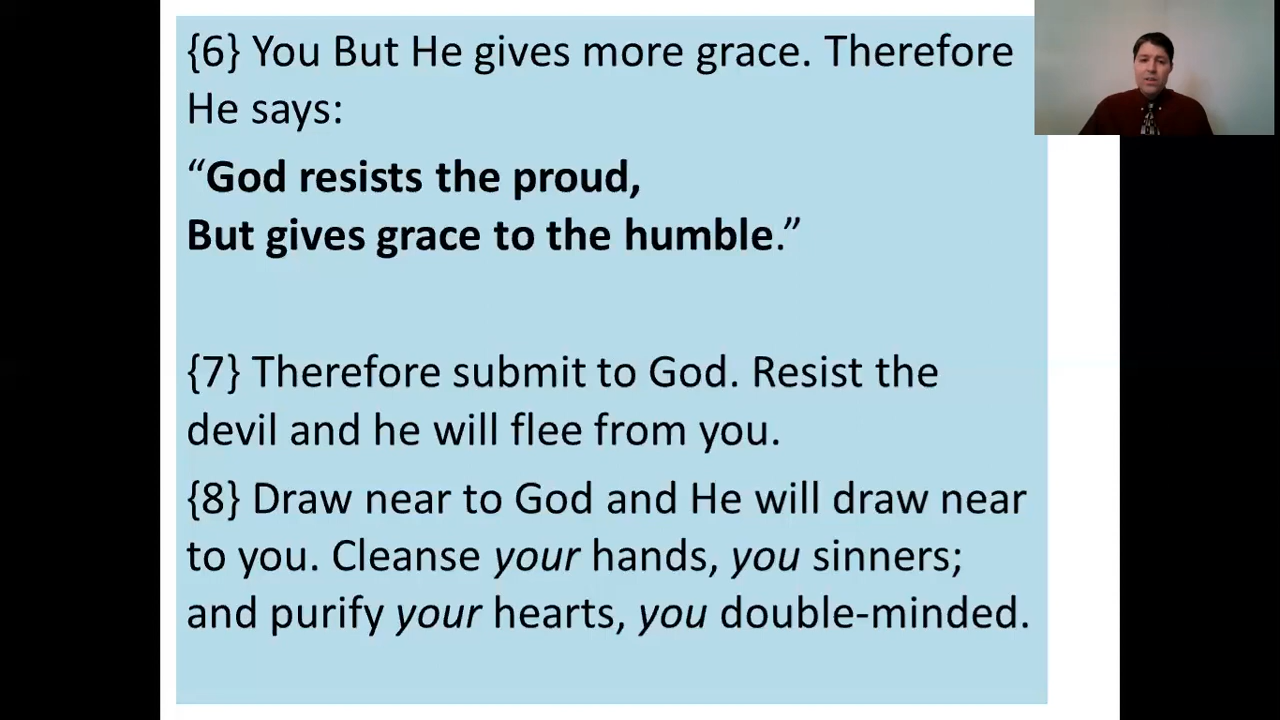 {6} You But He gives more grace. Therefore
He says:
“God resists the proud,
But gives grace to the humble.”
{7} Therefore submit to God. Resist the
devil and he will flee from you.
{8} Draw near to God and He will draw near
to you. Cleanse your hands, you sinners;
and purify your hearts, you double-minded.